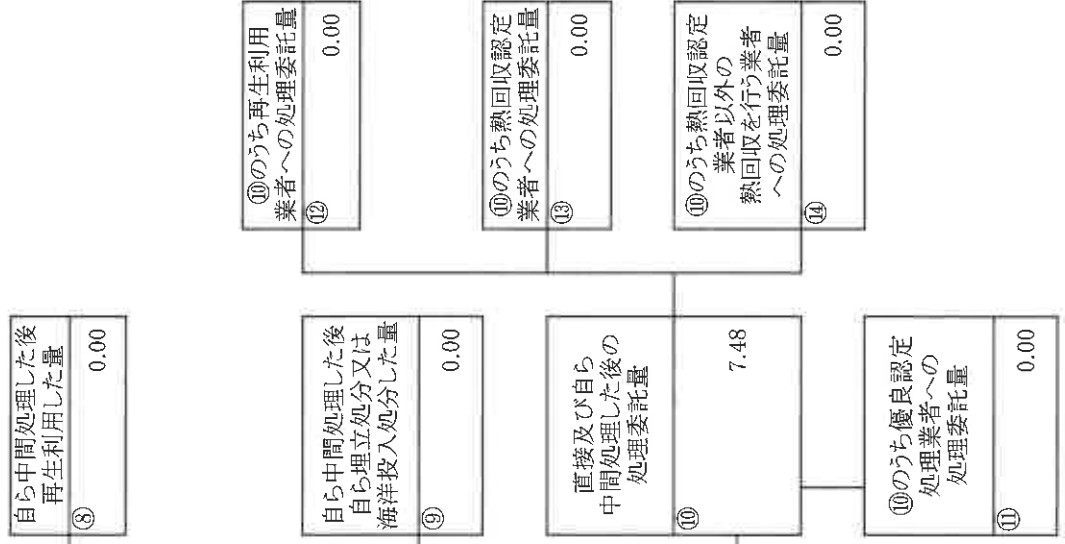 自ら中間処理した後
再生利用した量
⑧
0.00
自ら中間処理した後
自ら埋立処分又は
海洋投入処分した量
⑨
0.00
直接及び自ら
中間処理した後の
処理委託量
⑩
7.48
⑩のうち優良認定
処理業者への
処理委託量
⑪
0.00
⑩のうち再生利用
業者への処理委託量
⑫
0.00
⑩のうち熱回収認定
業者への処理委託量
⑬
0.00
⑩のうち熱回収認定
業者以外の
熱回収を行う業者
への処理委託量
⑭
0.00